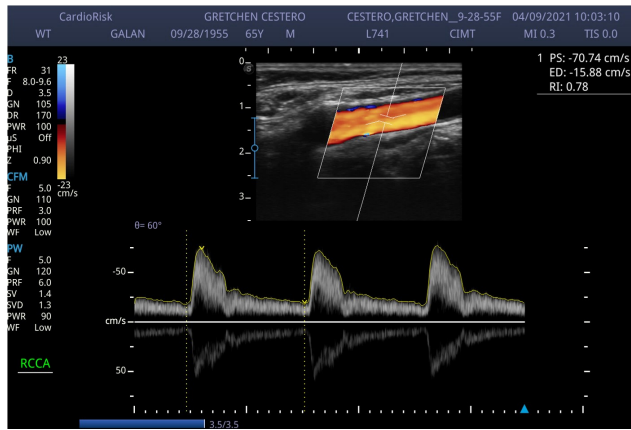 CardioRisk GRETCHEN CESTERO CESTERO,GRETCHEN__9-28-55F 04/09/2021 10:03:10
WT GALAN 09/28/1955 65Y M L741 CIMT MI 0.3 TIS 0.0
B
FR 31
F 8.0-9.6
D 3.5
GN 105
DR 170
PWR 100
µS Off
PHI
Z 0.90
CFM
F 5.0
GN 110
PRF 3.0
PWR 100
WF Low
PW
F 5.0
GN 120
PRF 6.0
SV 1.4
SVD 1.3
PWR 90
WF Low
RCCA
23
-23
cm/s
0
S
1
2
3
1 PS: -70.74 cm/s
ED: -15.88 cm/s
RI: 0.78
θ= 60°
-50
cm/s
50
3.5/3.5